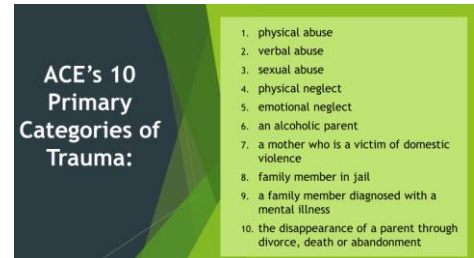 ACE's 10
Primary
Categories of
Trauma:
1. physical abuse
2. verbal abuse
3. sexual abuse
4. physical neglect
5. emotional neglect
6. an alcoholic parent
7. a mother who is a victim of domestic
violence
8. family member in jail
9. a family member diagnosed with a
mental illness
10. the disappearance of a parent through
divorce, death or abandonment